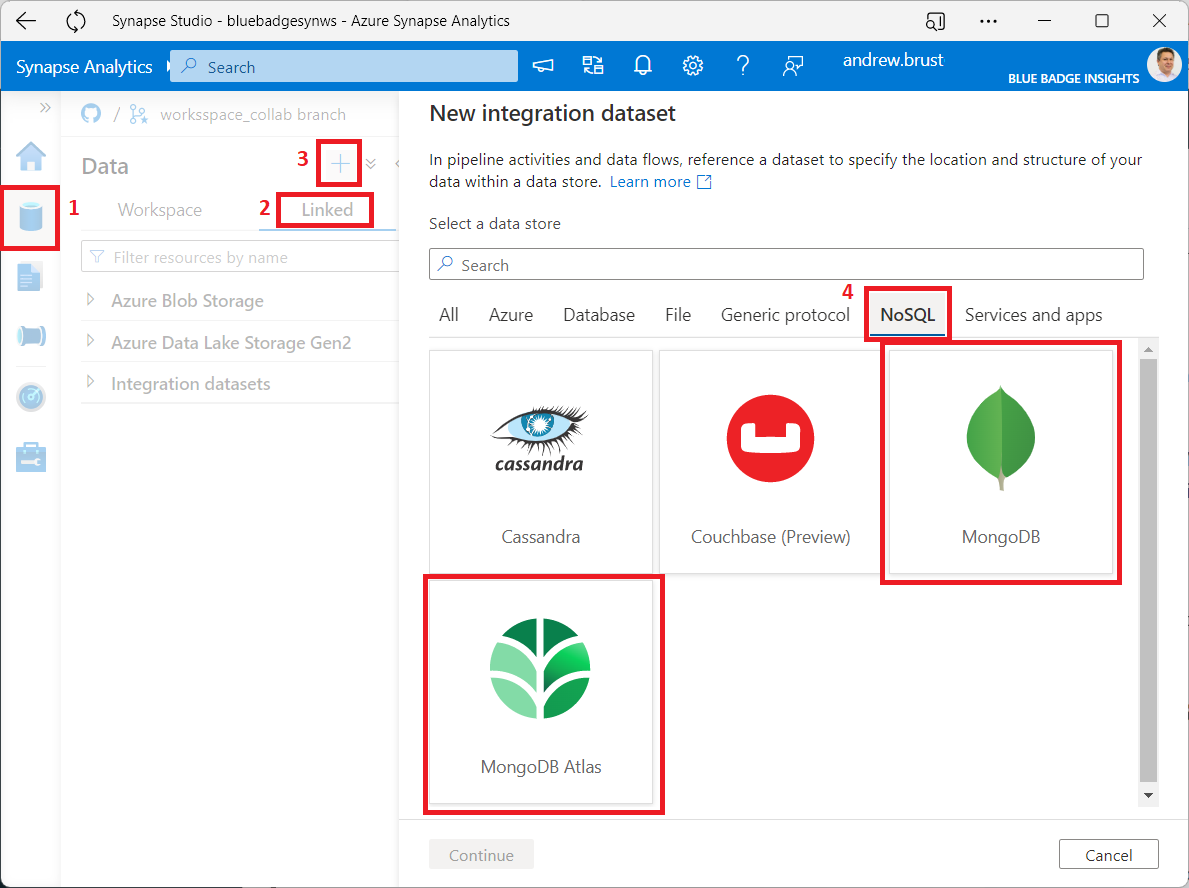 Synapse Studio - bluebadgesynws - Azure Synapse Analytics
Synapse Analytics
Search
andrew.brust
BLUE BADGE INSIGHTS
worksspace_collab branch
Data
3
1
Workspace
2
Linked
Filter resources by name
Azure Blob Storage
Azure Data Lake Storage Gen2
Integration datasets
New integration dataset
In pipeline activities and data flows, reference a dataset to specify the location and structure of your
data within a data store. Learn more
Select a data store
Search
4
All Azure Database File Generic protocol NoSQL Services and apps
cassandra
Cassandra
Couchbase (Preview)
MongoDB
MongoDB Atlas
Continue
Cancel